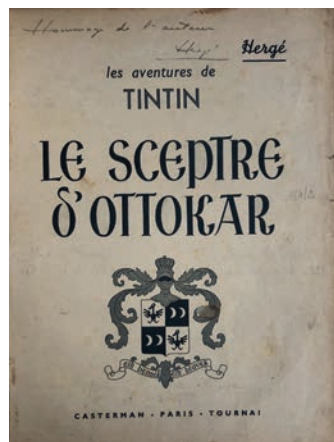 Hommage de l'auteur
Hergé
Hergé
les aventures de
TINTIN
LE SCEPTRE
D'OTTOKAR
CASTERMAN - PARIS - TOURNAI